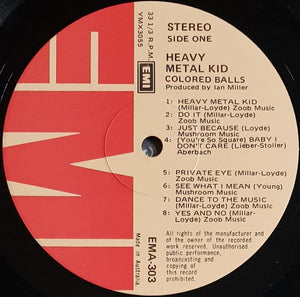 STEREO
SIDE ONE
HEAVY
METAL KID
COLORED BALLS
Produced by Ian Miller
33 1/3 R.P.M.
YMX3055
EMI
EMI
1| HEAVY METAL KID
(Millar-Loyde) Zoob Music
2| DO IT (Millar-Loyde)
Zoob Music
3| JUST BECAUSE (Loyde)
Mushroom Music
4| (You're So Square) BABY I
DON'T CARE (Lieber-Stoller)
Aberbach
5| PRIVATE EYE (Millar-
Loyde) Zoob Music
6| SEE WHAT I MEAN (Young)
Mushroom Music
7| DANCE TO THE MUSIC
(Millar-Loyde) Zoob Music
8| YES AND NO (Millar-
Loyde) Zoob Music
All rights of the manufacturer and
of the owner of the recorded
work reserved. Unauthorised
public performance,
broadcasting and
copying of
this record
prohibited.
EMA-303
Made in Australia.